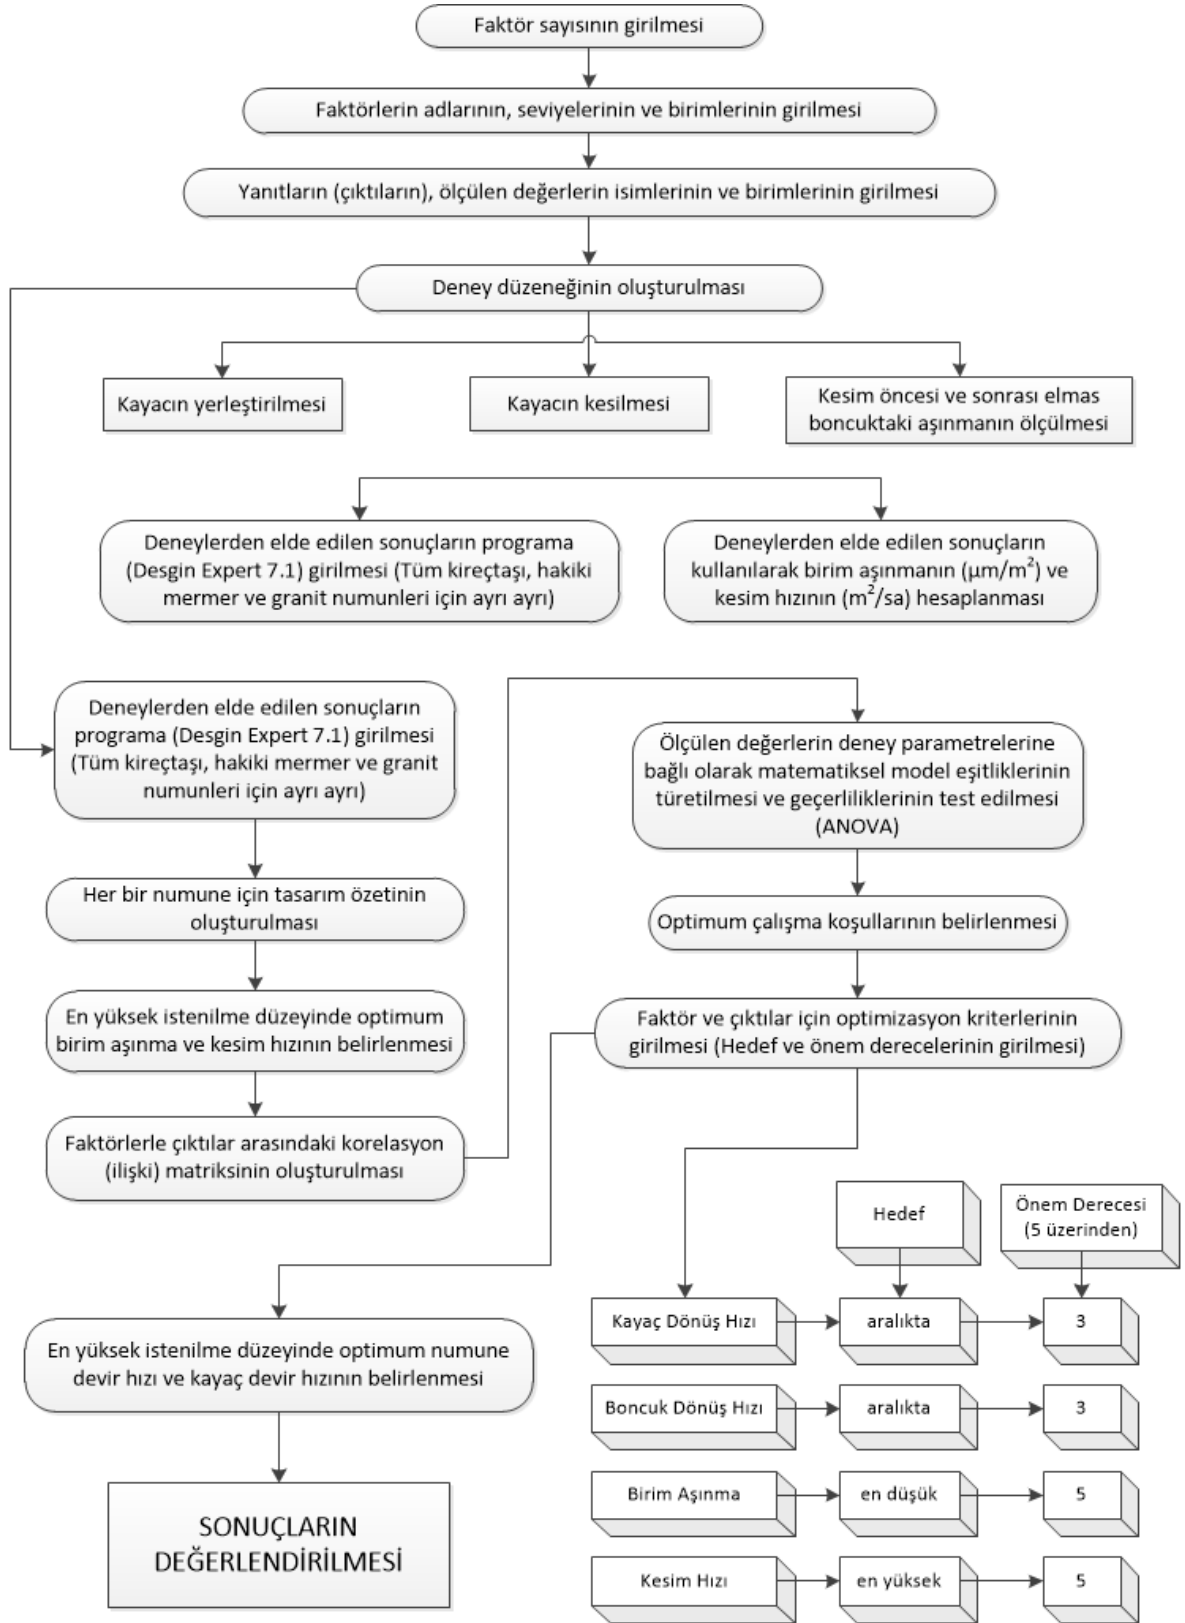 Faktör sayısının girilmesi
Faktörlerin adlarının, seviyelerinin ve birimlerinin girilmesi
Yanıtların (çıktıların), ölçülen değerlerin isimlerinin ve birimlerinin girilmesi
Deney düzeneğinin oluşturulması
Kayacın yerleştirilmesi
Kayacın kesilmesi
Kesim öncesi ve sonrası elmas
boncuktaki aşınmanın ölçülmesi
Deneylerden elde edilen sonuçların programa
(Desgin Expert 7.1) girilmesi (Tüm kireçtaşı, hakiki
mermer ve granit numunleri için ayrı ayrı)
Deneylerden elde edilen sonuçların
kullanılarak birim aşınmanın (µm/m²) ve
kesim hızının (m²/sa) hesaplanması
Deneylerden elde edilen sonuçların
programa (Desgin Expert 7.1) girilmesi
(Tüm kireçtaşı, hakiki mermer ve granit
numunleri için ayrı ayrı)
Her bir numune için tasarım özetinin
oluşturulması
En yüksek istenilme düzeyinde optimum
birim aşınma ve kesim hızının belirlenmesi
Faktörlerle çıktılar arasındaki korelasyon
(ilişki) matriksinin oluşturulması
Ölçülen değerlerin deney parametrelerine
bağlı olarak matematiksel model eşitliklerinin
türetilmesi ve geçerliliklerinin test edilmesi
(ANOVA)
Optimum çalışma koşullarının belirlenmesi
Faktör ve çıktılar için optimizasyon kriterlerinin
girilmesi (Hedef ve önem derecelerinin girilmesi)
Hedef
Önem Derecesi
(5 üzerinden)
Kayaç Dönüş Hızı
aralıkta
3
Boncuk Dönüş Hızı
aralıkta
3
Birim Aşınma
en düşük
5
Kesim Hızı
en yüksek
5
En yüksek istenilme düzeyinde optimum numune
devir hızı ve kayaç devir hızının belirlenmesi
SONUÇLARIN
DEĞERLENDİRİLMESİ